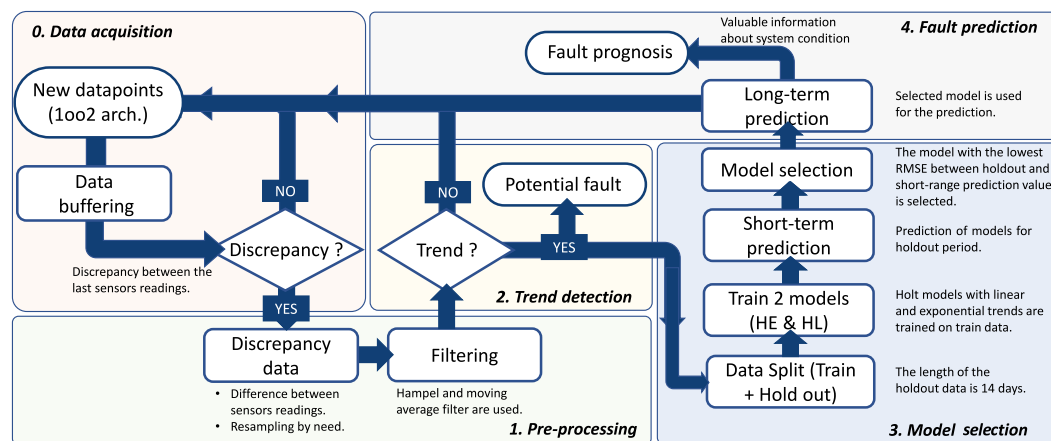 0. Data acquisition
New datapoints
(1oo2 arch.)
Data
buffering
Discrepancy between the
last sensors readings.
NO
Discrepancy ?
YES
Discrepancy
data
• Difference between
sensors readings.
• Resampling by need.
Filtering
Hampel and moving
average filter are used.
1. Pre-processing
NO
Trend ?
Potential fault
YES
2. Trend detection
Valuable information
about system condition
4. Fault prediction
Fault prognosis
Long-term
prediction
Selected model is used
for the prediction.
Model selection
The model with the lowest
RMSE between holdout and
short-range prediction value
is selected.
Short-term
prediction
Prediction of models for
holdout period.
Train 2 models
(HE & HL)
Holt models with linear
and exponential trends are
trained on train data.
Data Split (Train
+ Hold out)
The length of the
holdout data is 14 days.
3. Model selection